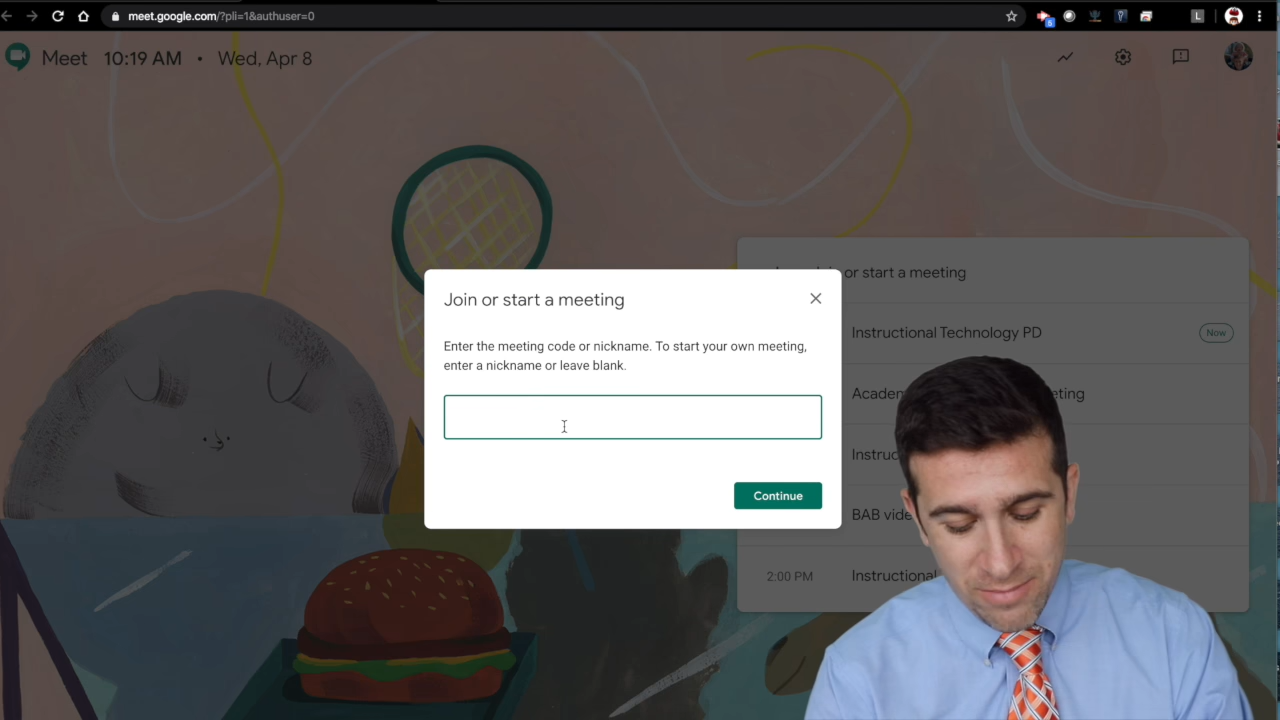 meet.google.com/?pli=1&authuser=0
5
L
Meet 10:19 AM • Wed, Apr 8
or start a meeting
Join or start a meeting
Enter the meeting code or nickname. To start your own meeting,
enter a nickname or leave blank.
Continue
Instructional Technology PD
Now
BAB
2:00 PM
Instructional